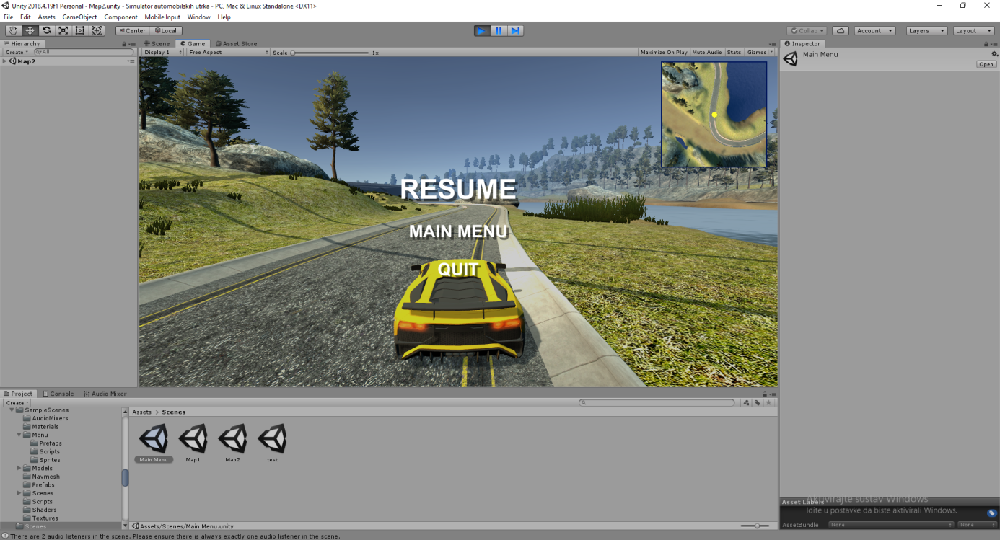 Unity 2018.4.19f1 Personal - Map2.unity - Simulator automobilskih utrka - PC, Mac & Linux Standalone <DX11>
File Edit Assets GameObject Component Mobile Input Window Help
Center Local Collab Account Layers Layout
Hierarchy Scene Game Asset Store Inspector
Create All Display 1 Free Aspect Scale 1x Maximize On Play Mute Audio Stats Gizmos Main Menu
Map2 Open
RESUME
MAIN MENU
QUIT
Project Console Audio Mixer
Create
SampleScenes Assets > Scenes
AudioMixers
Materials
Menu
Prefabs
Scripts
Sprites
Main Menu Map1 Map2 test
Models
Navmesh
Prefabs
Scenes
Scripts
Shaders
Textures
Scenes Assets/Scenes/Main Menu.unity
Asset Labels
Aktivirajte sustav Windows
Idite u postavke da biste aktivirali Windows.
AssetBundle None None
There are 2 audio listeners in the scene. Please ensure there is always exactly one audio listener in the scene.